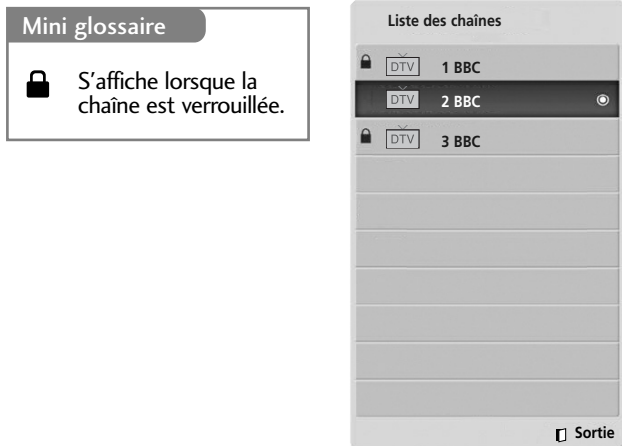 Mini glossaire
S’affiche lorsque la
chaîne est verrouillée.
Liste des chaînes
DTV 1 BBC
DTV 2 BBC
DTV 3 BBC
Sortie